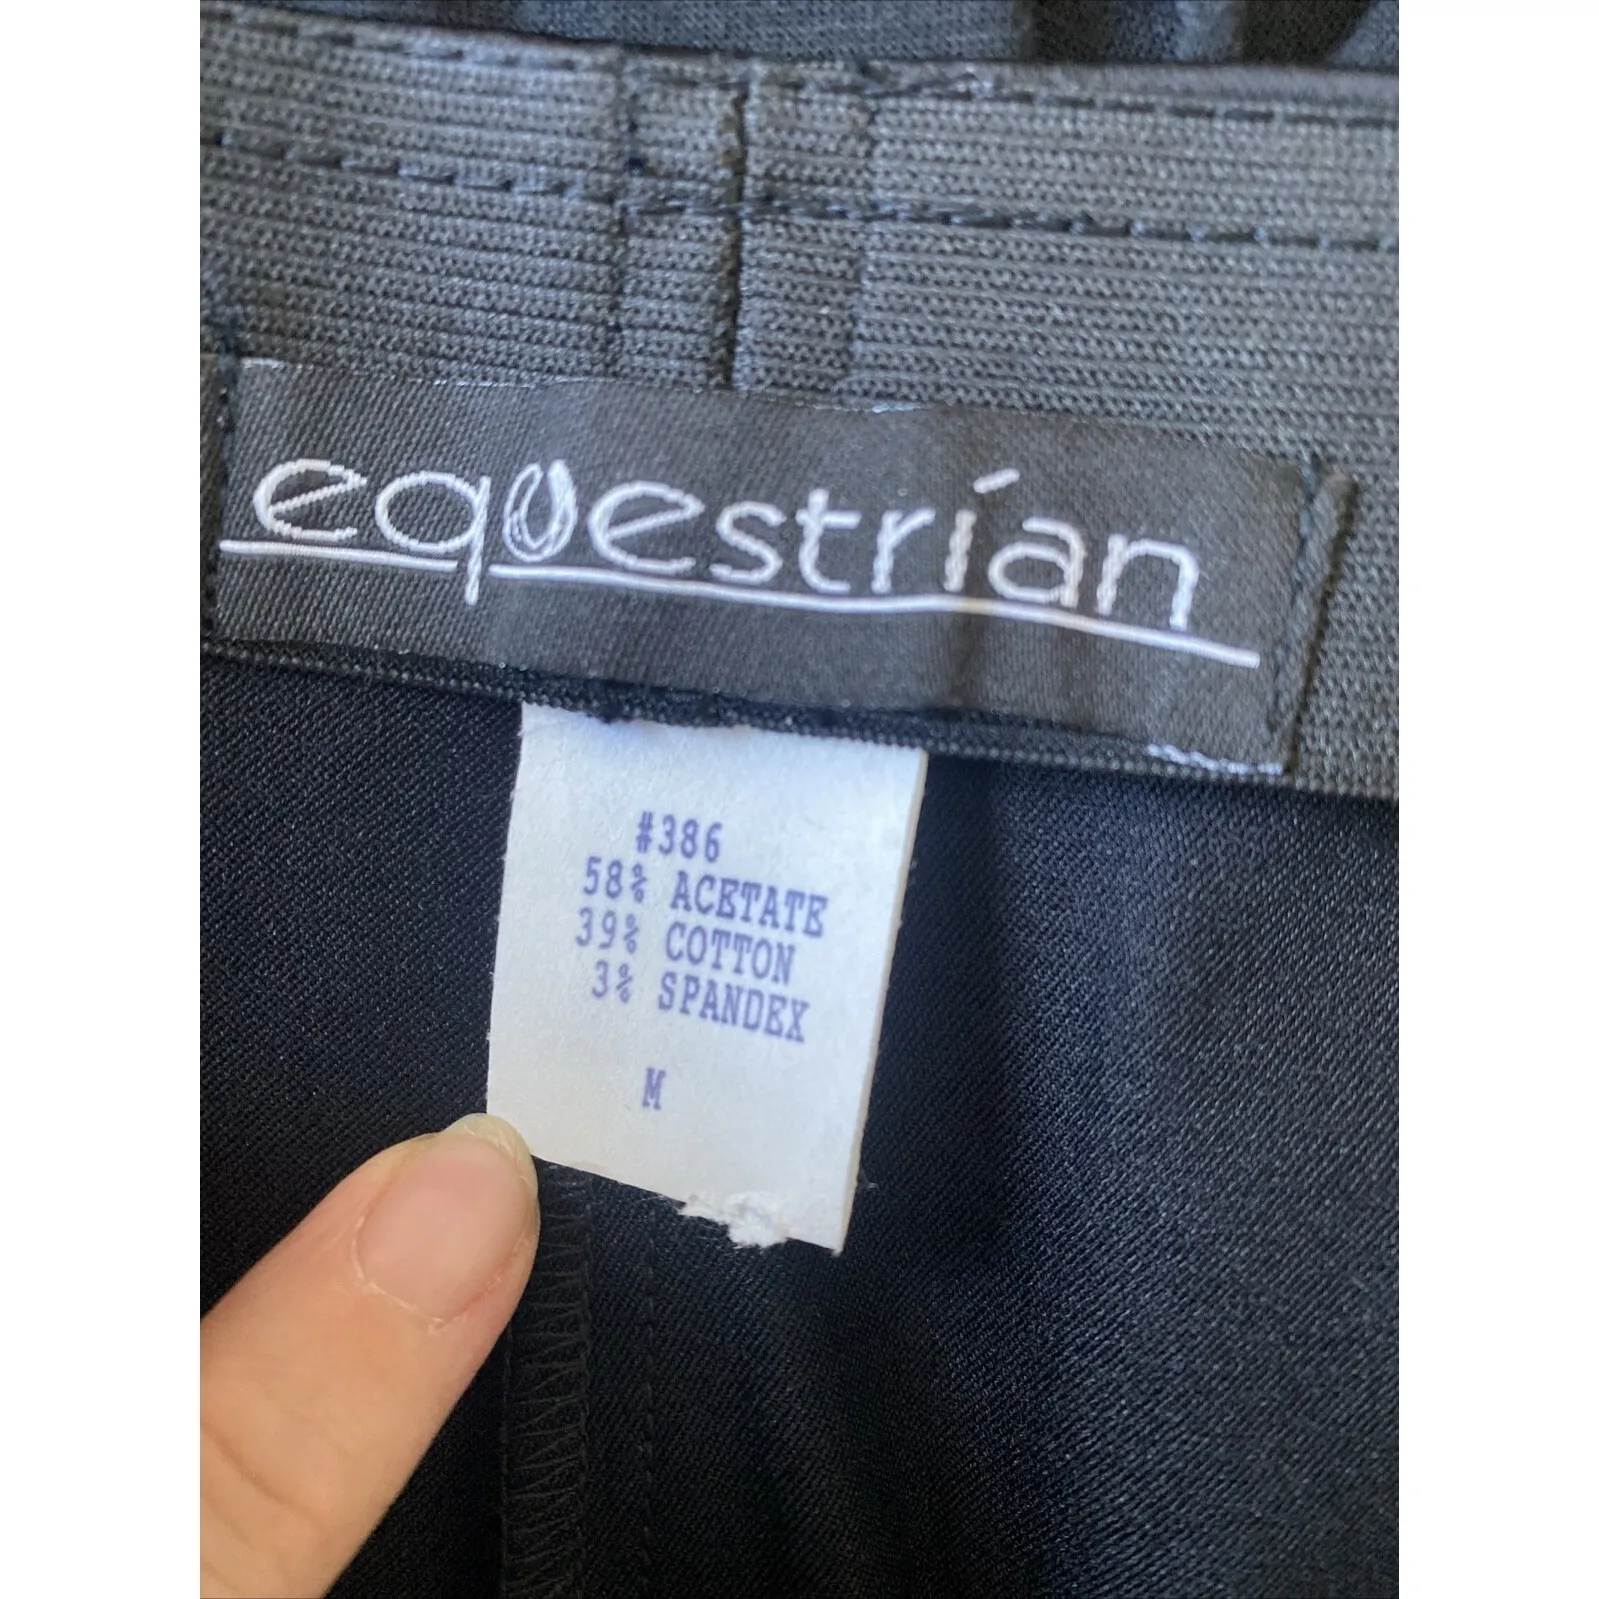 equestrian
#386
58% ACETATE
39% COTTON
3% SPANDEX
M